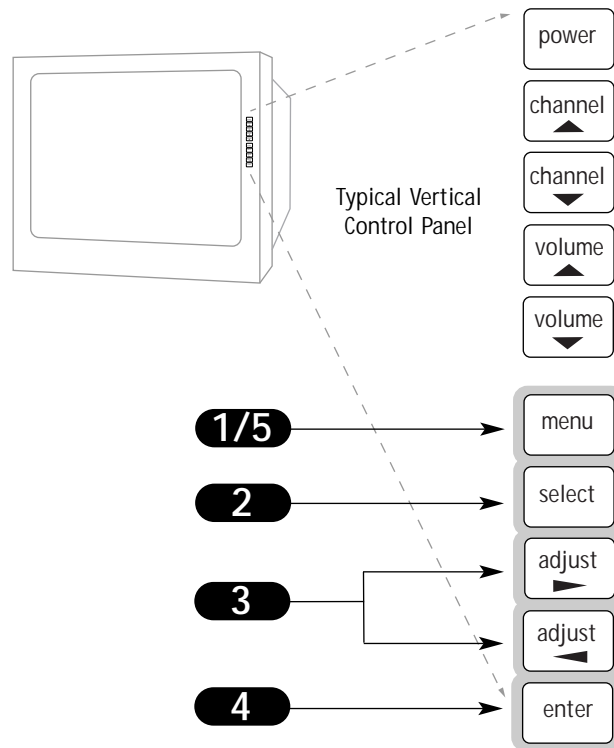 power
channel
channel
Typical Vertical
Control Panel
volume
volume
1/5
menu
2
select
3
adjust
adjust
4
enter